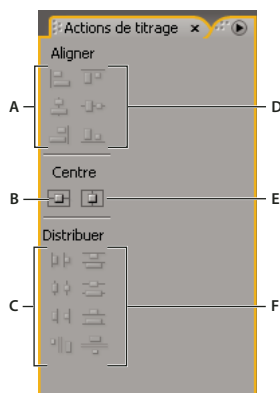 Actions de titrage
Aligner
A
D
Centre
B
E
Distribuer
C
F